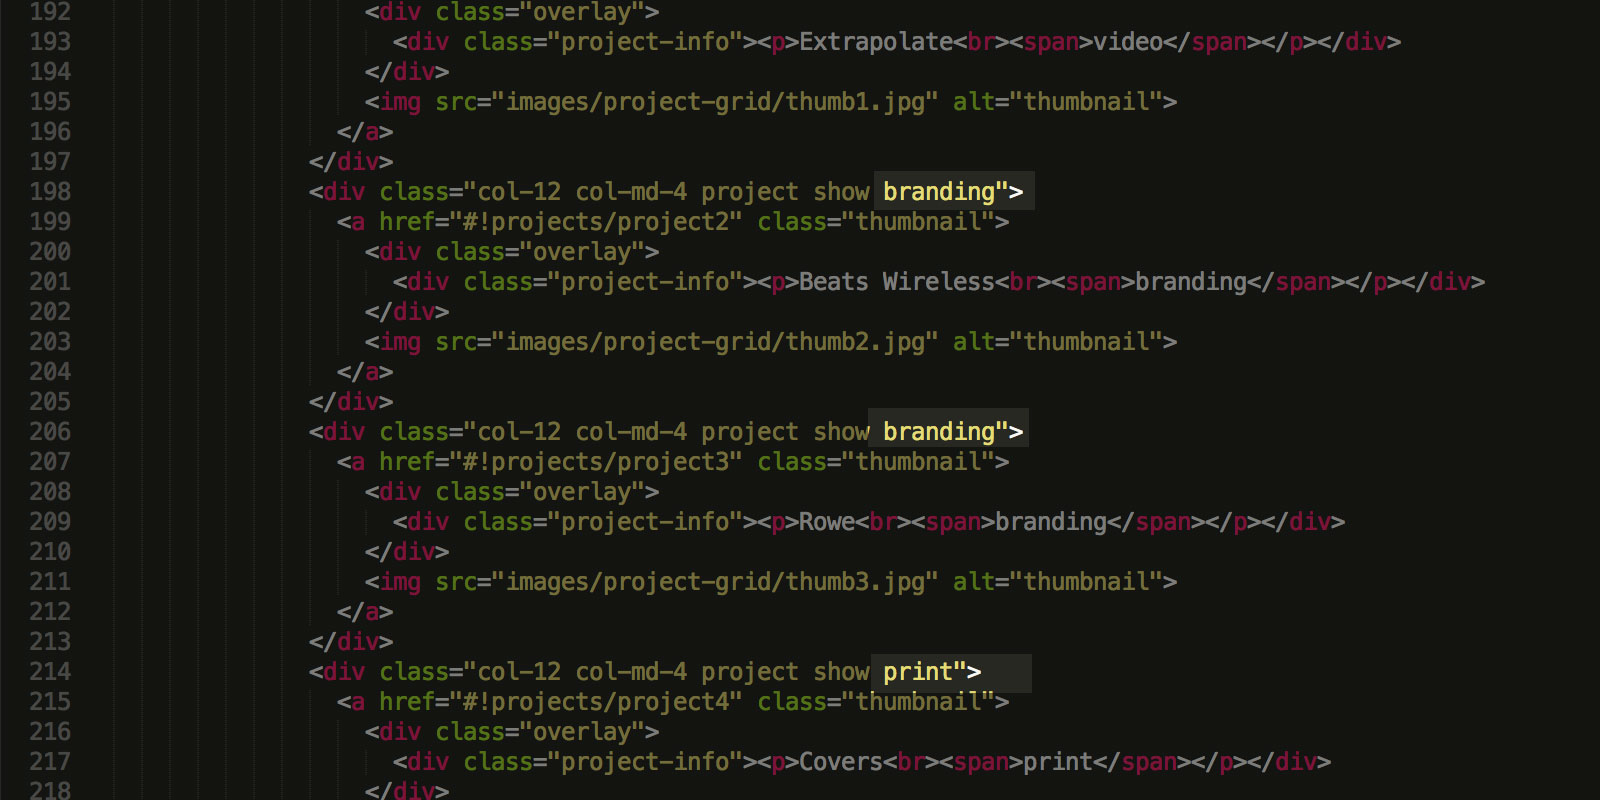 192 <div class="overlay">
193 <div class="project-info"><p>Extrapolate<br><span>video</span></p></div>
194 </div>
195 <img src="images/project-grid/thumb1.jpg" alt="thumbnail">
196 </a>
197 </div>
198 <div class="col-12 col-md-4 project show branding">
199 <a href="#!projects/project2" class="thumbnail">
200 <div class="overlay">
201 <div class="project-info"><p>Beats Wireless<br><span>branding</span></p></div>
202 </div>
203 <img src="images/project-grid/thumb2.jpg" alt="thumbnail">
204 </a>
205 </div>
206 <div class="col-12 col-md-4 project show branding">
207 <a href="#!projects/project3" class="thumbnail">
208 <div class="overlay">
209 <div class="project-info"><p>Rowe<br><span>branding</span></p></div>
210 </div>
211 <img src="images/project-grid/thumb3.jpg" alt="thumbnail">
212 </a>
213 </div>
214 <div class="col-12 col-md-4 project show print">
215 <a href="#!projects/project4" class="thumbnail">
216 <div class="overlay">
217 <div class="project-info"><p>Covers<br><span>print</span></p></div>
218 </div>